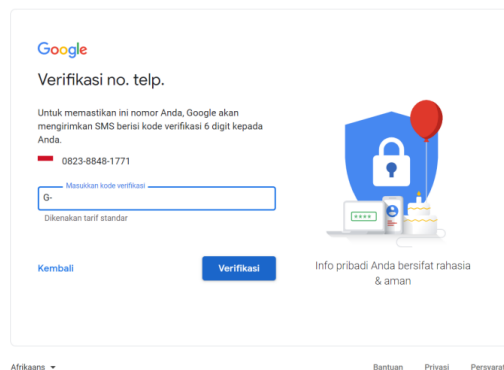 Google
Verifikasi no. telp.
Untuk memastikan ini nomor Anda, Google akan
mengirimkan SMS berisi kode verifikasi 6 digit kepada
Anda.
0823-8848-1771
Masukkan kode verifikasi
G-
Dikenakan tarif standar
Kembali
Verifikasi
Info pribadi Anda bersifat rahasia
& aman
Afrikaans
Bantuan
Privasi